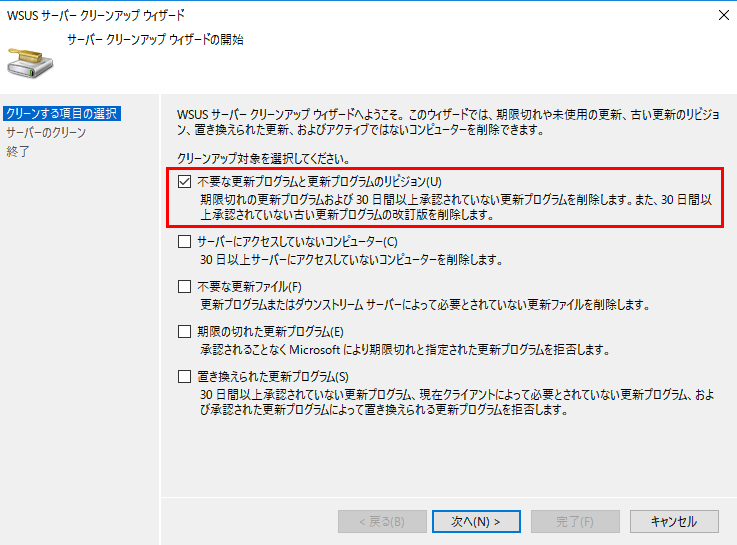 WSUS サーバー クリーンアップ ウィザード
サーバー クリーンアップ ウィザードの開始
クリーンする項目の選択
サーバーのクリーン
終了
WSUS サーバー クリーンアップ ウィザードへようこそ。このウィザードでは、期限切れや未使用の更新、古い更新のリビジョ
ン、置き換えられた更新、およびアクティブではないコンピューターを削除できます。
クリーンアップ対象を選択してください。
不要な更新プログラムと更新プログラムのリビジョン(U)
期限切れの更新プログラムおよび 30 日間以上承認されていない更新プログラムを削除します。また、30 日間以
上承認されていない古い更新プログラムの改訂版を削除します。
サーバーにアクセスしていないコンピューター(C)
30 日以上サーバーにアクセスしていないコンピューターを削除します。
不要な更新ファイル(F)
更新プログラムまたはダウンストリーム サーバーによって必要とされていない更新ファイルを削除します。
期限の切れた更新プログラム(E)
承認されることなく Microsoft により期限切れと指定された更新プログラムを拒否します。
置き換えられた更新プログラム(S)
30 日間以上承認されていない更新プログラム、現在クライアントによって必要とされていない更新プログラム、およ
び承認された更新プログラムによって置き換えられる更新プログラムを拒否します。
< 戻る(B)
次へ(N) >
完了(F)
キャンセル